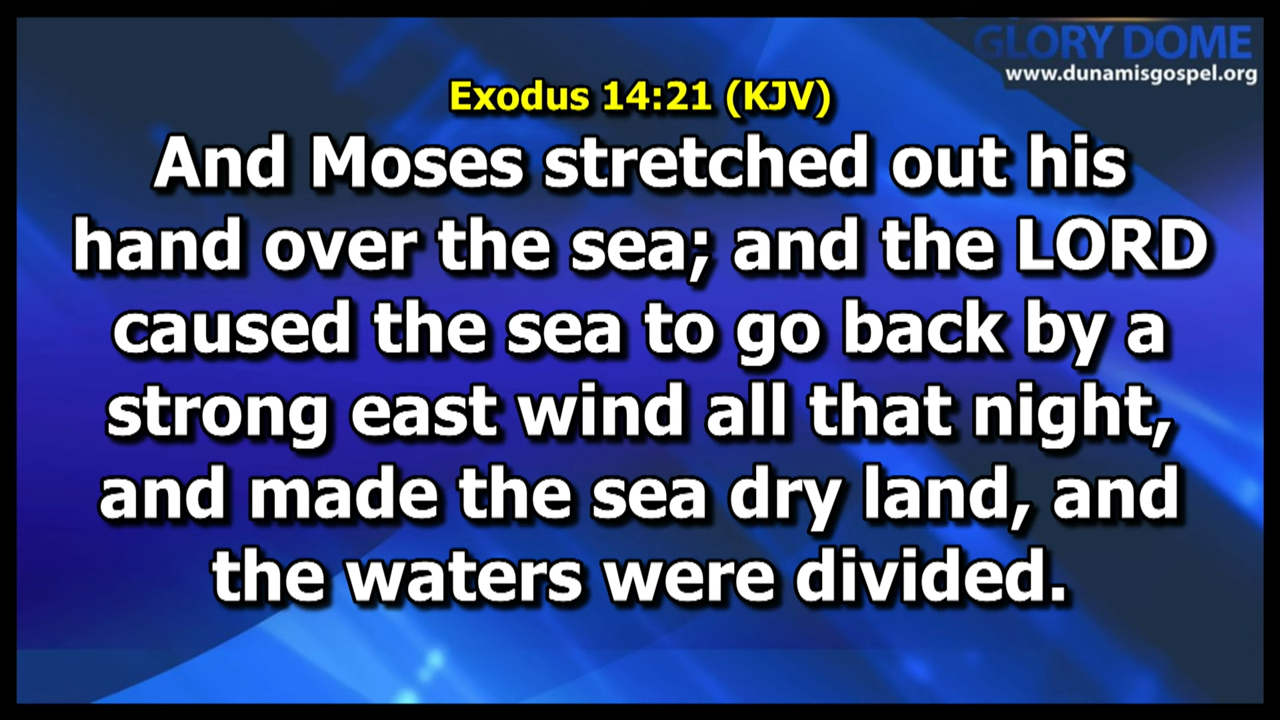 GLORY DOME
www.dunamisgospel.org
Exodus 14:21 (KJV)
And Moses stretched out his
hand over the sea; and the LORD
caused the sea to go back by a
strong east wind all that night,
and made the sea dry land, and
the waters were divided.